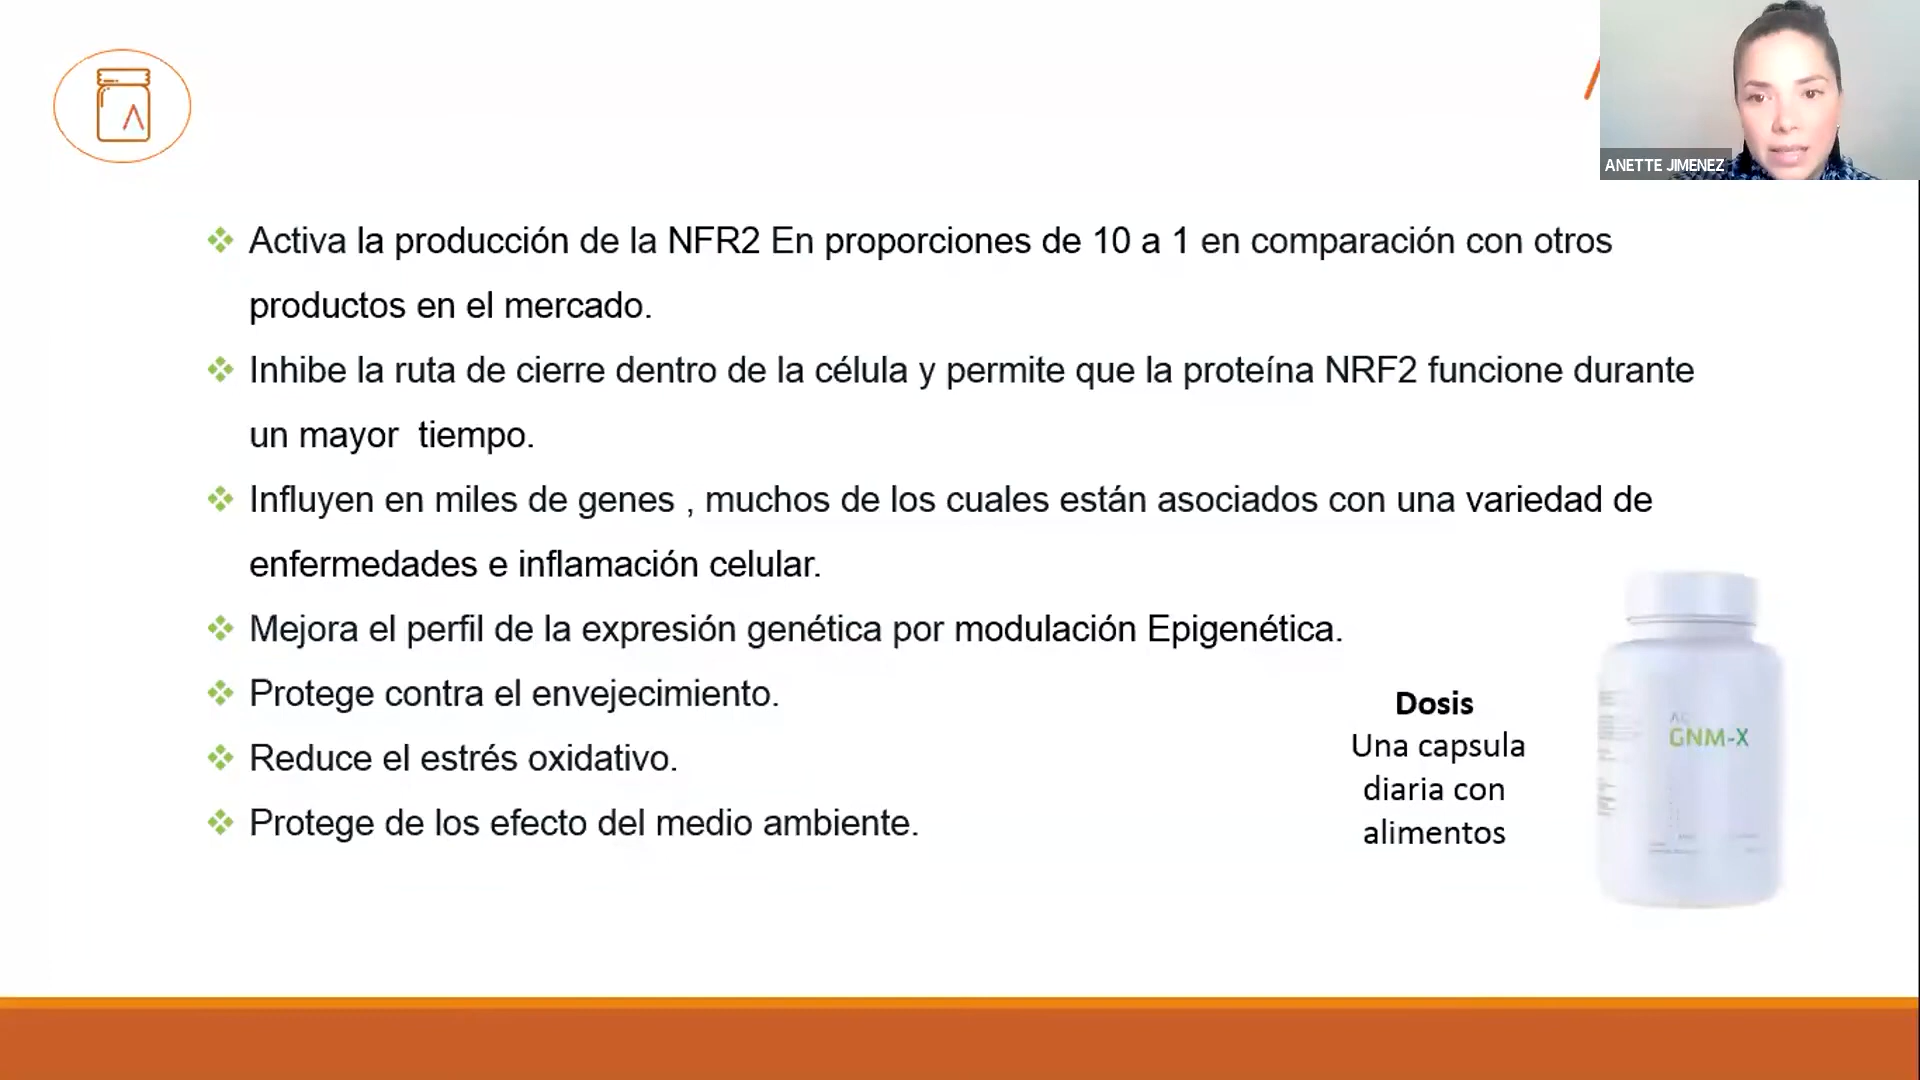 ANETTE JIMENEZ
Activa la producción de la NFR2 En proporciones de 10 a 1 en comparación con otros
productos en el mercado.
Inhibe la ruta de cierre dentro de la célula y permite que la proteína NRF2 funcione durante
un mayor  tiempo.
Influyen en miles de genes , muchos de los cuales están asociados con una variedad de
enfermedades e inflamación celular.
Mejora el perfil de la expresión genética por modulación Epigenética.
Protege contra el envejecimiento.
Reduce el estrés oxidativo.
Protege de los efecto del medio ambiente.
Dosis
Una capsula
diaria con
alimentos
GNM-X